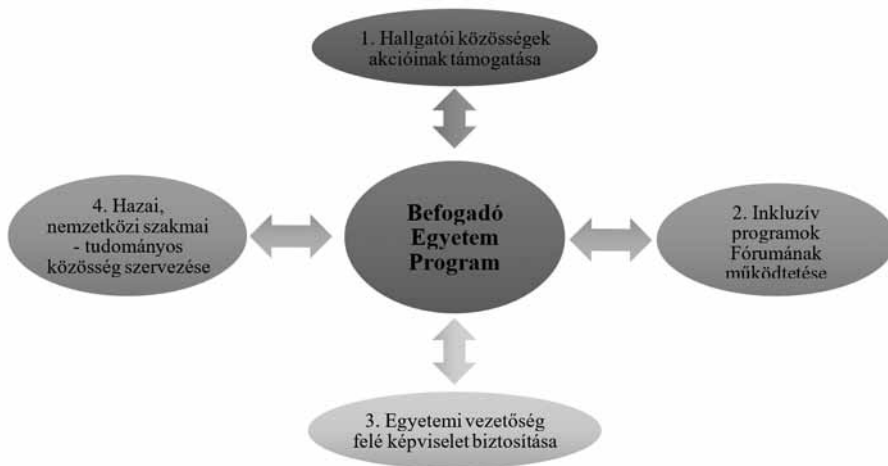 1. Hallgatói közösségek
akcióinak támogatása
4. Hazai,
nemzetközi szakmai
- tudományos
közösség szervezése
Befogadó
Egyetem
Program
2. Inkluzív
programok
Fórumának
működtetése
3. Egyetemi vezetőség
felé képviselet biztosítása